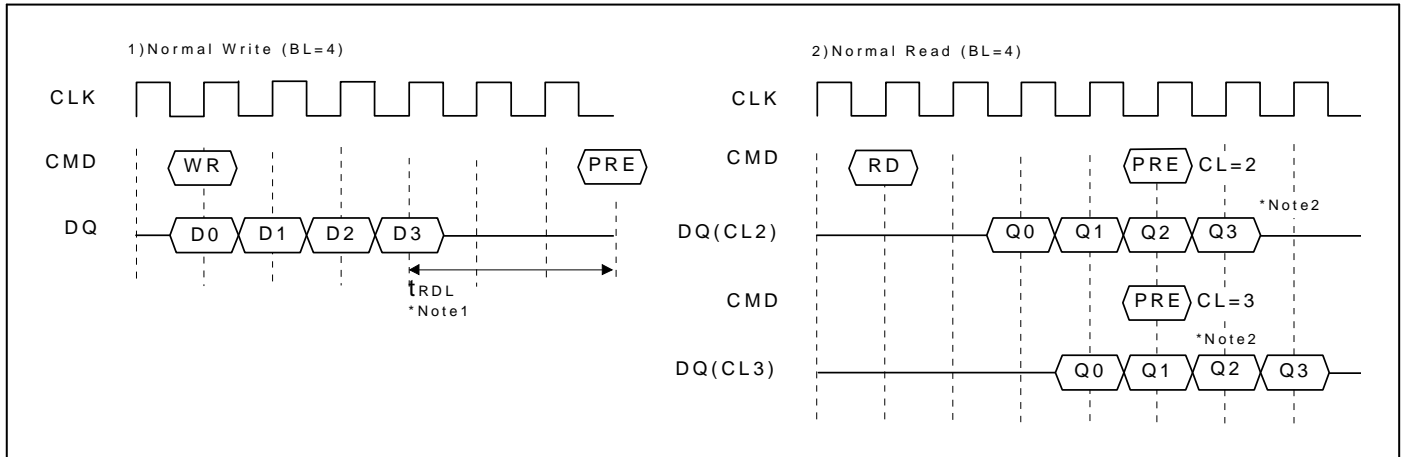 1)Normal Write (BL=4)
CLK
CMD WR PRE
DQ D0 D1 D2 D3
tRDL
*Note1
2)Normal Read (BL=4)
CLK
CMD RD PRE CL=2
*Note2
DQ(CL2) Q0 Q1 Q2 Q3
CMD PRE CL=3
*Note2
DQ(CL3) Q0 Q1 Q2 Q3